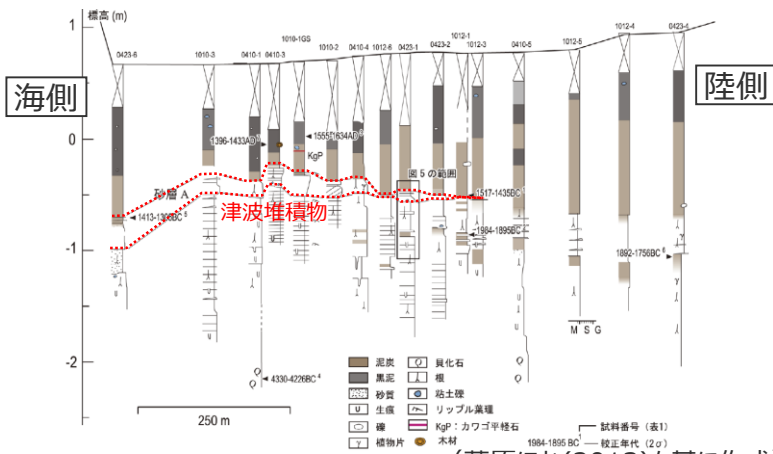 標高 (m)
1
0
-1
-2
海側
陸側
0423-6
1010-3
0410-1
0410-3
1010-1GS
1010-2
0410-4
1012-6
0423-1
0423-2
1012-1
1012-3
0410-5
1012-5
1012-4
0423-4
1396-1433AD
1555-1634AD
KgP
図5の範囲
砂層A
津波堆積物
1517-1435BC
1984-1895BC
1892-1756BC 6
4330-4226BC 4
M S G
250 m
泥炭
黒泥
砂質
生痕
礫
植物片
貝化石
根
粘土礫
リップル葉理
KgP：カワゴ平軽石
木材
試料番号（表1）
1984-1895 BC
較正年代（2σ）